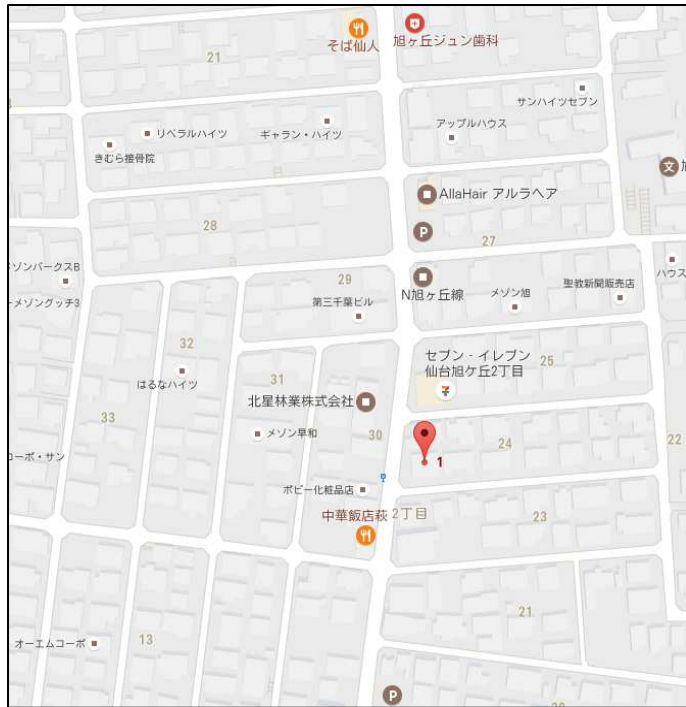 21
そば仙人
旭ヶ丘ジュン歯科
サンハイツセブン
リベラルハイツ
ギャラン・ハイツ
アップルハウス
きむら接骨院
文
AllaHair アルラヘア
28
P
27
ゾンパークスB
29
N旭ヶ丘線
メゾン旭
聖教新聞販売店
ハウス
ーメゾングッチ3
第三千葉ビル
32
セブン - イレブン
仙台旭ケ丘2丁目
25
はるなハイツ
31
北星林業株式会社
33
メゾン早和
30
24
22
コーポ・サン
1
ポピー化粧品店
中華飯店萩
2丁目
23
21
13
オーエムコーポ
P